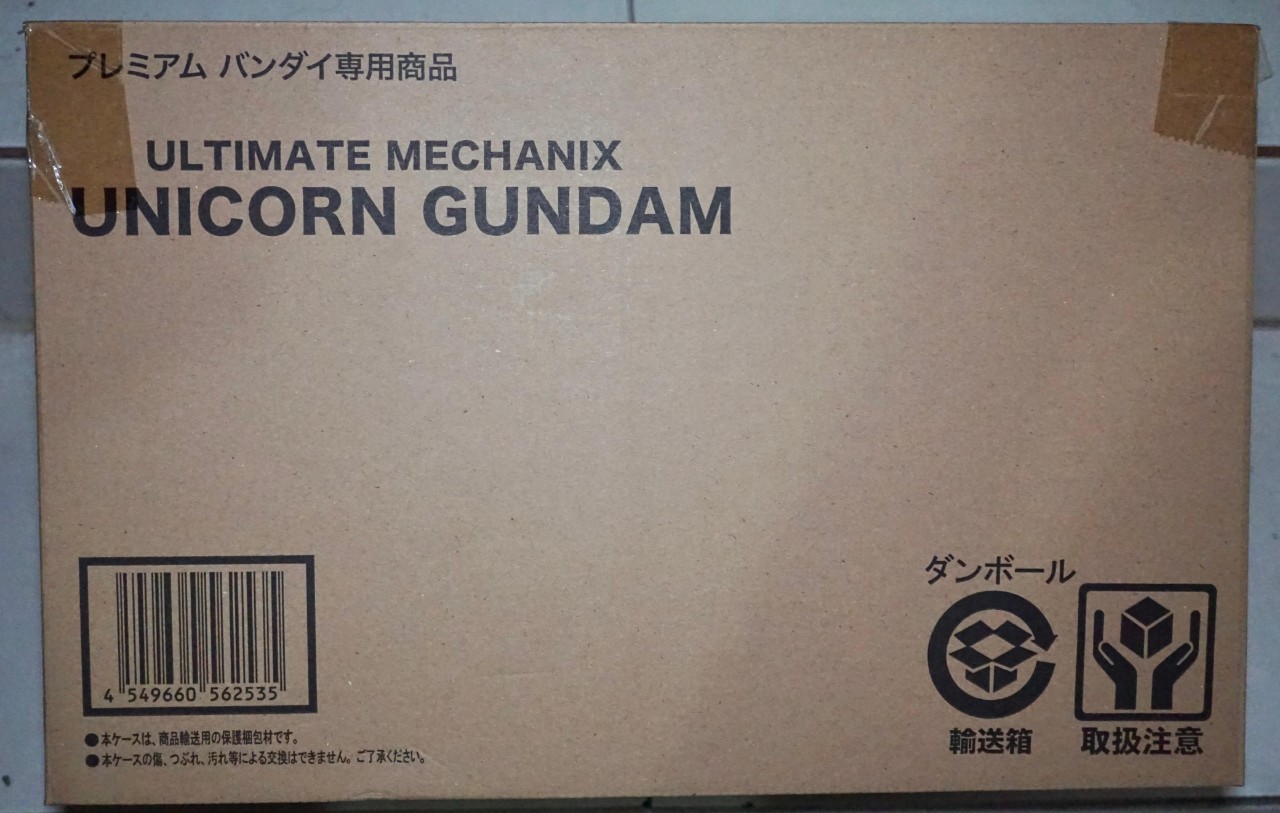 プレミアム バンダイ専用商品
ULTIMATE MECHANIX
UNICORN GUNDAM
4 549660 562535
●本ケースは、商品輸送用の保護梱包材です。
●本ケースの傷、つぶれ、汚れ等による交換はできません。ご了承ください。
ダンボール
輸送箱
取扱注意